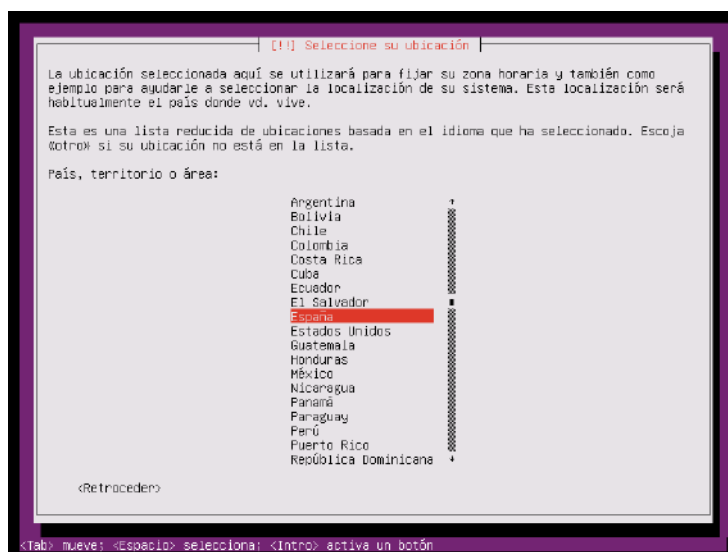 [!!] Seleccione su ubicación
La ubicación seleccionada aquí se utilizará para fijar su zona horaria y también como
ejemplo para ayudarle a seleccionar la localización de su sistema. Esta localización será
habitualmente el país donde vd. vive.
Esta es una lista reducida de ubicaciones basada en el idioma que ha seleccionado. Escoja
«otro» si su ubicación no está en la lista.
País, territorio o área:
Argentina
Bolivia
Chile
Colombia
Costa Rica
Cuba
Ecuador
El Salvador
España
Estados Unidos
Guatemala
Honduras
México
Nicaragua
Panamá
Paraguay
Perú
Puerto Rico
República Dominicana
<Retroceder>
<Tab> mueve; <Espacio> selecciona; <Intro> activa un botón